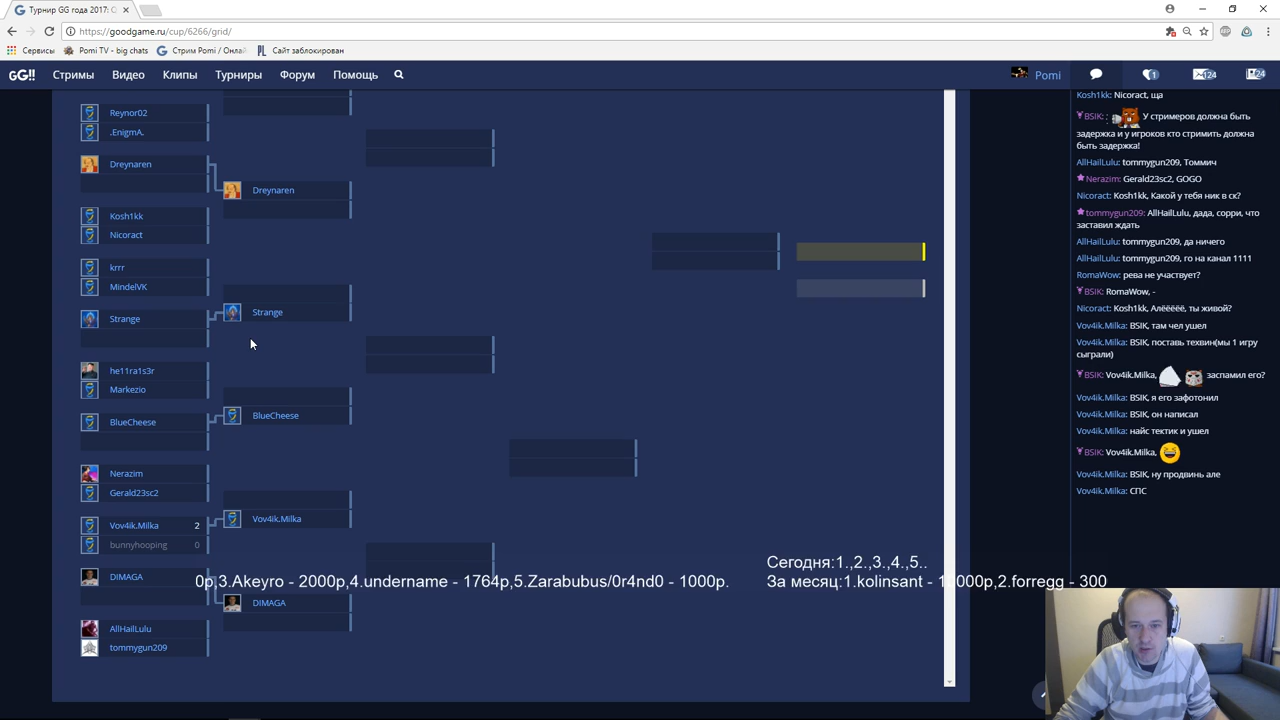 Турнир GG года 2017: О
https://goodgame.ru/cup/6266/grid/
Сервисы
Pomi TV - big chats
Стрим Pomi / Онлай
Сайт заблокирован
GG!!
Стримы
Видео
Клипы
Турниры
Форум
Помощь
Pomi
1
124
24
Reynor02
.EnigmA.
Dreynaren
Kosh1kk
Nicoract
krrr
MindelVK
Strange
he11ra1s3r
Markezio
BlueCheese
Nerazim
Gerald23sc2
Vov4ik.Milka 2
bunnyhooping 0
DIMAGA
AllHailLulu
tommygun209
Dreynaren
Strange
BlueCheese
Vov4ik.Milka
DIMAGA
Kosh1kk: Nicoract, ща
BSIK: : У стримеров должна быть
задержка и у игроков кто стримить должна
быть задержка!
AllHailLulu: tommygun209, Томмич
Nerazim: Gerald23sc2, GOGO
Nicoract: Kosh1kk, Какой у тебя ник в ск?
tommygun209: AllHailLulu, дада, сорри, что
заставил ждать
AllHailLulu: tommygun209, да ничего
AllHailLulu: tommygun209, го на канал 1111
RomaWow: рева не участвует?
BSIK: RomaWow, -
Nicoract: Kosh1kk, Алёёёёё, ты живой?
Vov4ik.Milka: BSIK, там чел ушел
Vov4ik.Milka: BSIK, поставь техвин(мы 1 игру
сыграли)
BSIK: Vov4ik.Milka, заспамил его?
Vov4ik.Milka: BSIK, я его зафотонил
Vov4ik.Milka: BSIK, он написал
Vov4ik.Milka: найс тектик и ушел
BSIK: Vov4ik.Milka,
Vov4ik.Milka: BSIK, ну продвинь але
Vov4ik.Milka: СПС
Сегодня:1.,2.,3.,4.,5..
0р,3.Akeyro - 2000р,4.undername - 1764р,5.Zarabubus/0r4nd0 - 1000р.
За месяц:1.kolinsant - 10000р,2.forregg - 300